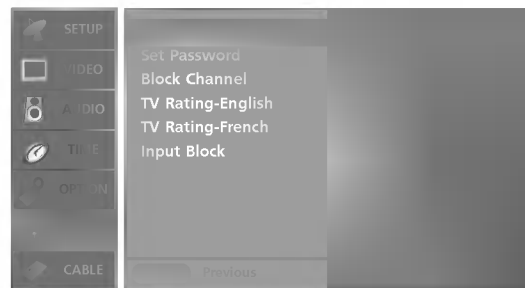 SETUP
VIDEO
AUDIO
TIME
OPTION
CABLE
Set Password
Block Channel
TV Rating-English
TV Rating-French
Input Block
Previous